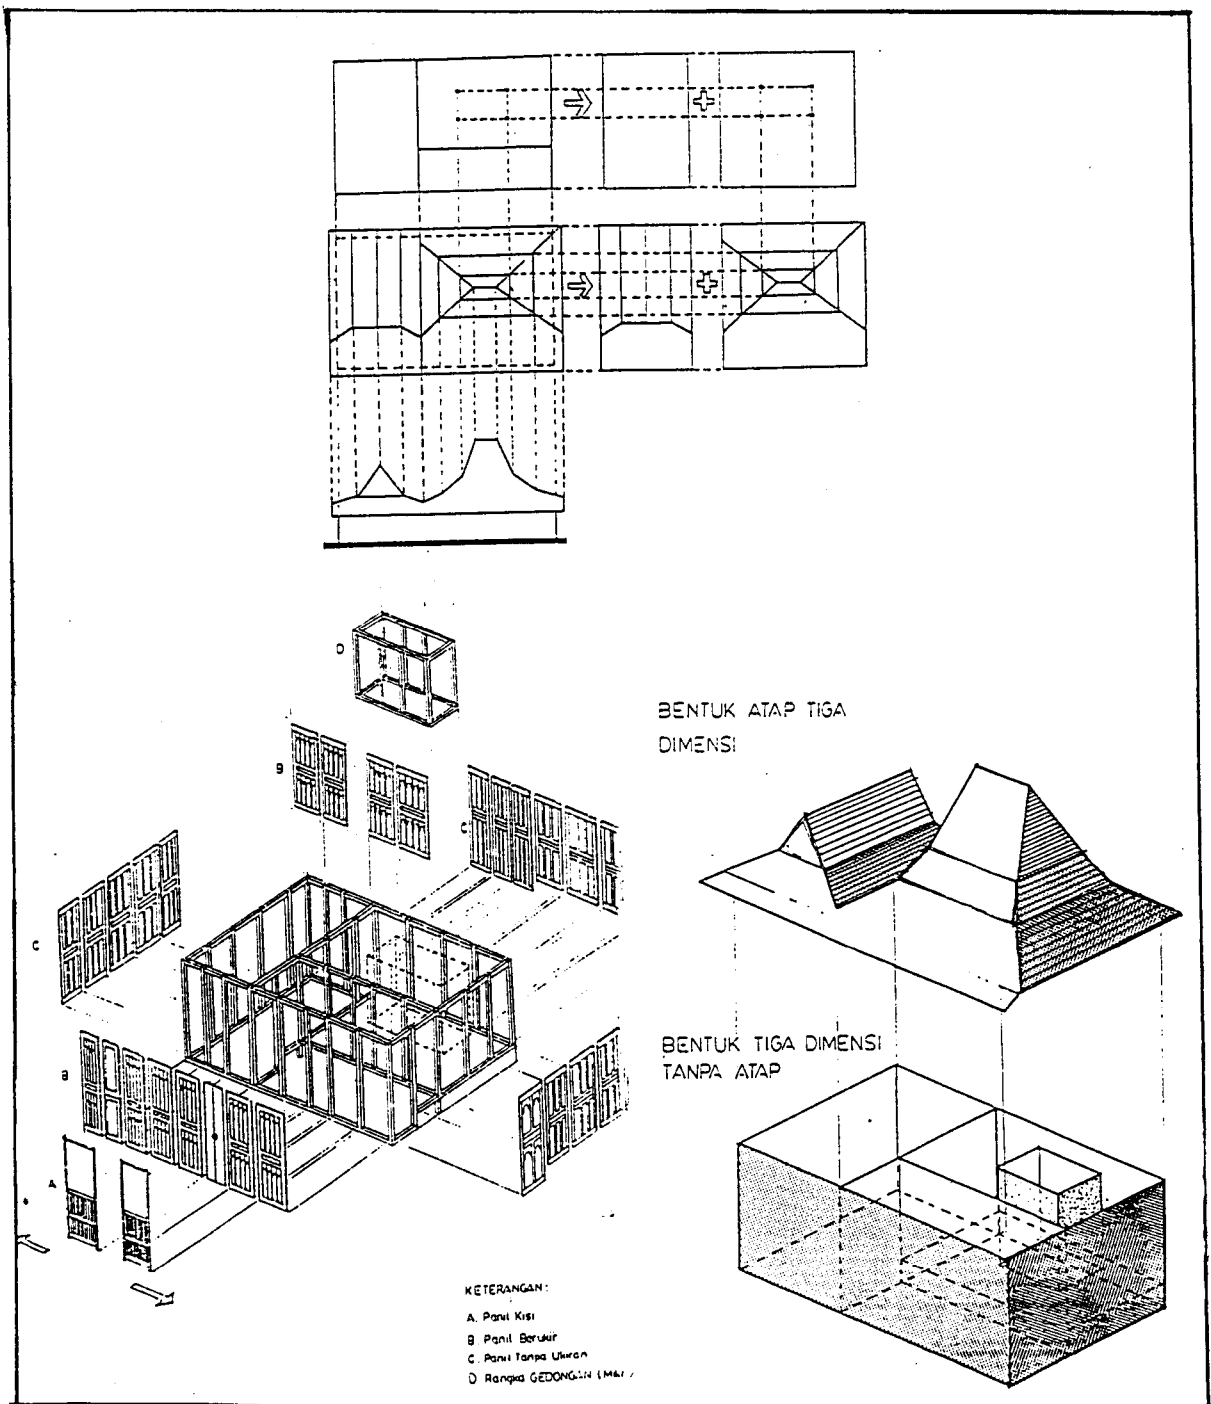 D
B
C
C
B
A
BENTUK ATAP TIGA
DIMENSI
BENTUK TIGA DIMENSI
TANPA ATAP
KETERANGAN :
A. Panil Kisi
B. Panil Berukir
C. Panil Tanpa Ukiran
D Rangka GEDONGAN